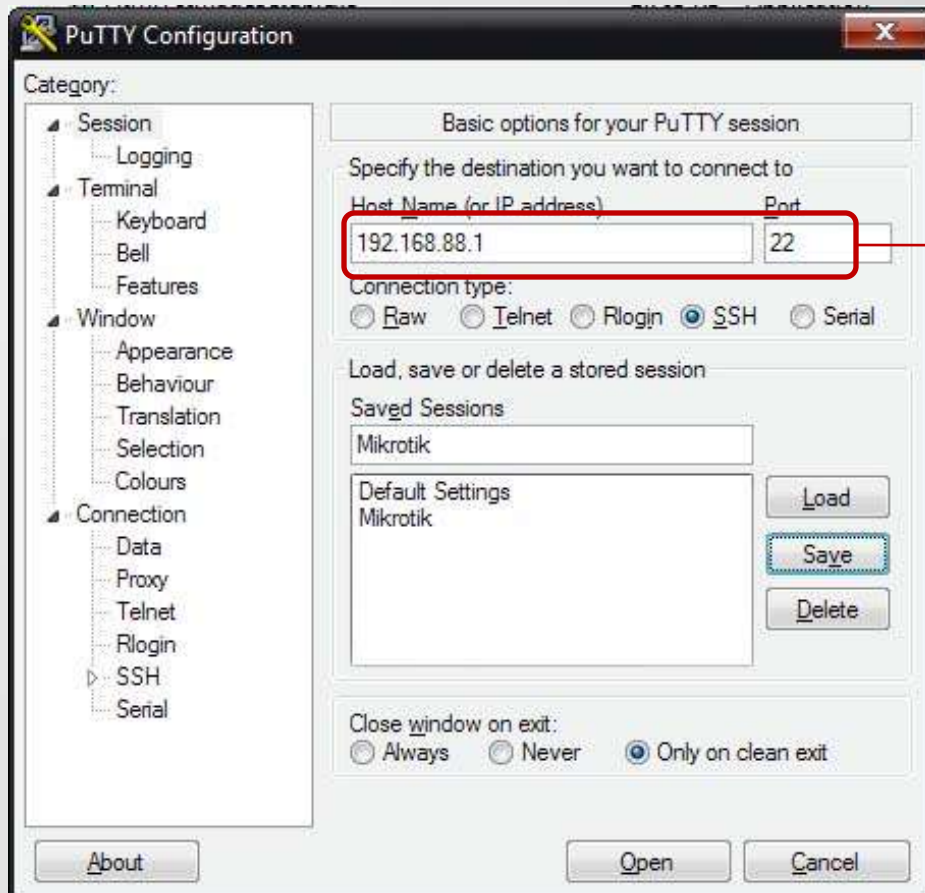 PuTTY Configuration
Category:
Session
Logging
Terminal
Keyboard
Bell
Features
Window
Appearance
Behaviour
Translation
Selection
Colours
Connection
Data
Proxy
Telnet
Rlogin
SSH
Serial
Basic options for your PuTTY session
Specify the destination you want to connect to
Host Name (or IP address) Port
192.168.88.1 22
Connection type:
Raw Telnet Rlogin SSH Serial
Load, save or delete a stored session
Saved Sessions
Mikrotik
Default Settings
Mikrotik
Load
Save
Delete
Close window on exit:
Always Never Only on clean exit
About Open Cancel